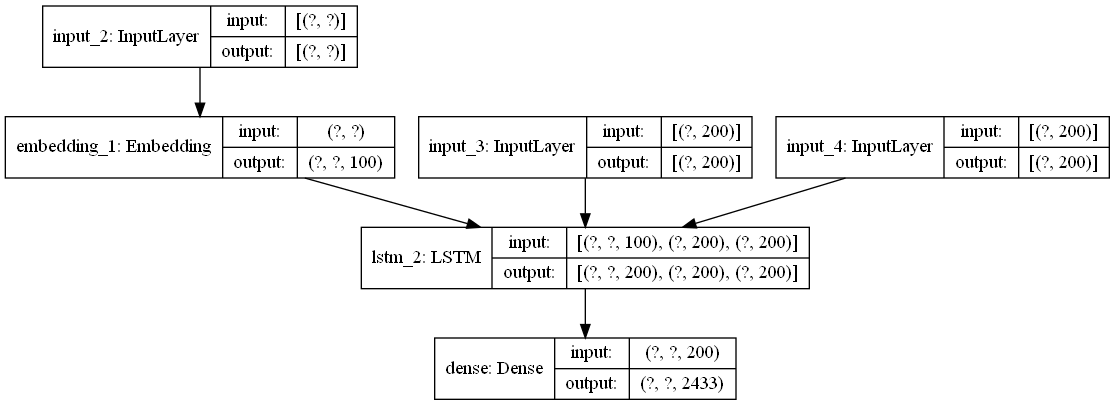 input_2: InputLayer
input: [(?, ?)]
output: [(?, ?)]
embedding_1: Embedding
input: (?, ?)
output: (?, ?, 100)
input_3: InputLayer
input: [(?, 200)]
output: [(?, 200)]
input_4: InputLayer
input: [(?, 200)]
output: [(?, 200)]
lstm_2: LSTM
input: [(?, ?, 100), (?, 200), (?, 200)]
output: [(?, ?, 200), (?, 200), (?, 200)]
dense: Dense
input: (?, ?, 200)
output: (?, ?, 2433)